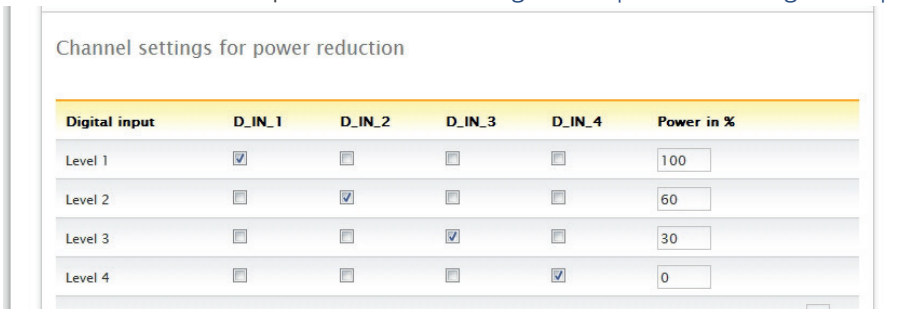 Channel settings for power reduction
Digital input D_IN_1 D_IN_2 D_IN_3 D_IN_4 Power in %
Level 1 100
Level 2 60
Level 3 30
Level 4 0